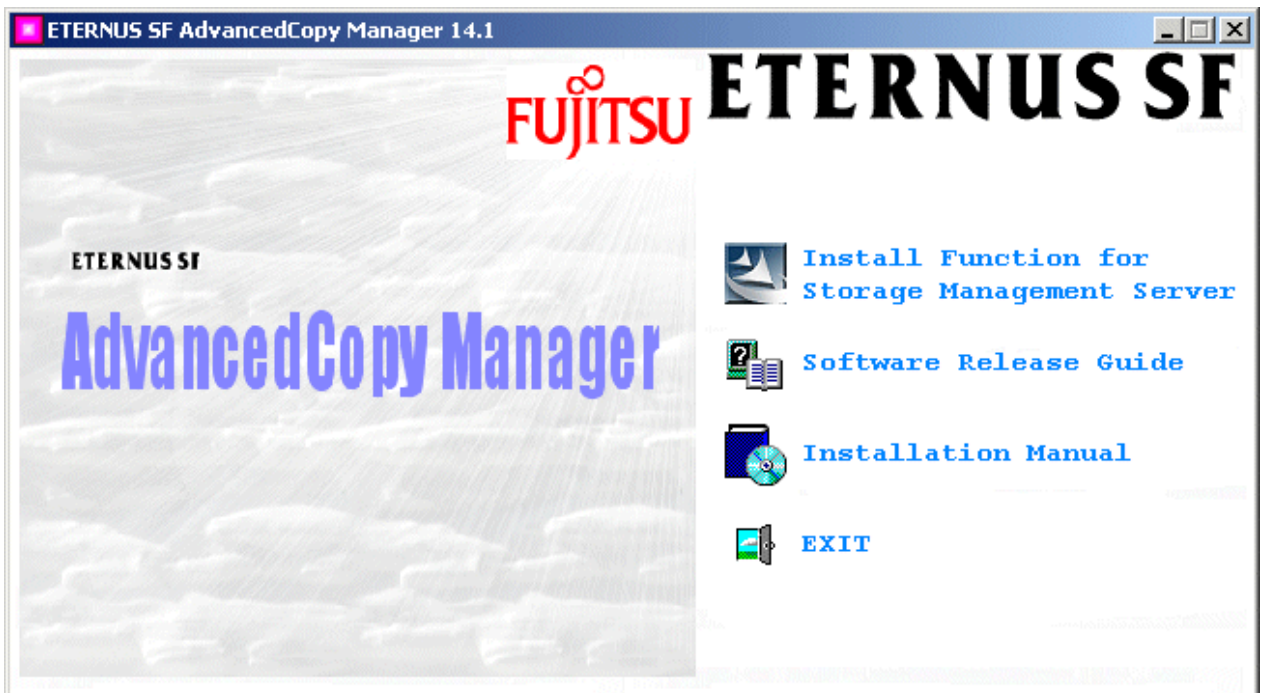 ETERNUS SF AdvancedCopy Manager 14.1
FUJITSU
ETERNUS SF
ETERNUS SF
AdvancedCopy Manager
Install Function for
Storage Management Server
Software Release Guide
Installation Manual
EXIT